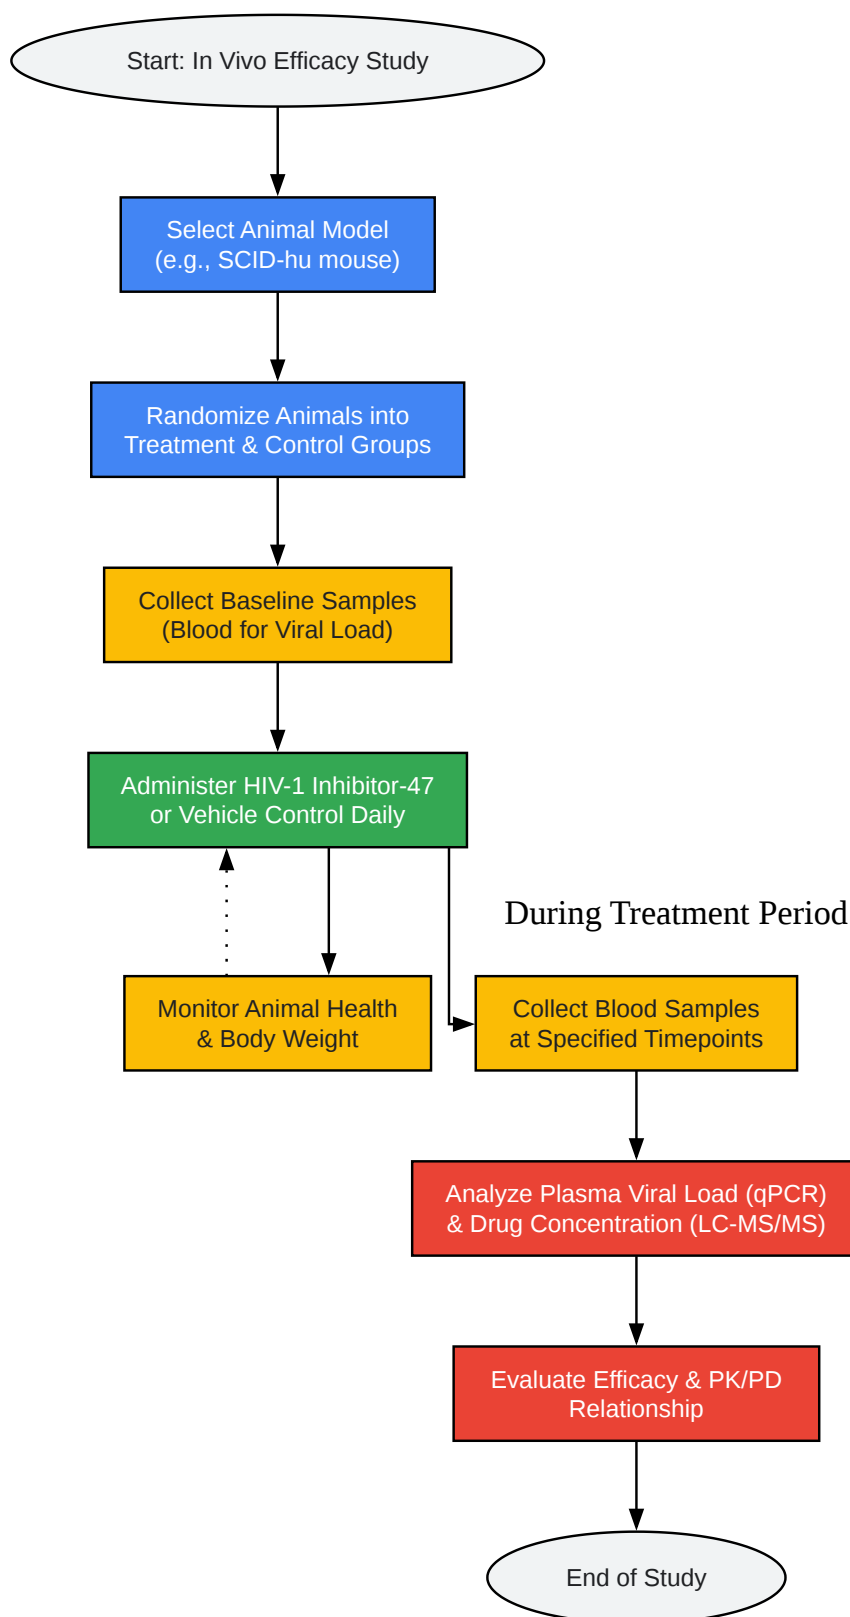 Start: In Vivo Efficacy Study
Select Animal Model
(e.g., SCID-hu mouse)
Randomize Animals into
Treatment & Control Groups
Collect Baseline Samples
(Blood for Viral Load)
Administer HIV-1 Inhibitor-47
or Vehicle Control Daily
During Treatment Period
Monitor Animal Health
& Body Weight
Collect Blood Samples
at Specified Timepoints
Analyze Plasma Viral Load (qPCR)
& Drug Concentration (LC-MS/MS)
Evaluate Efficacy & PK/PD
Relationship
End of Study